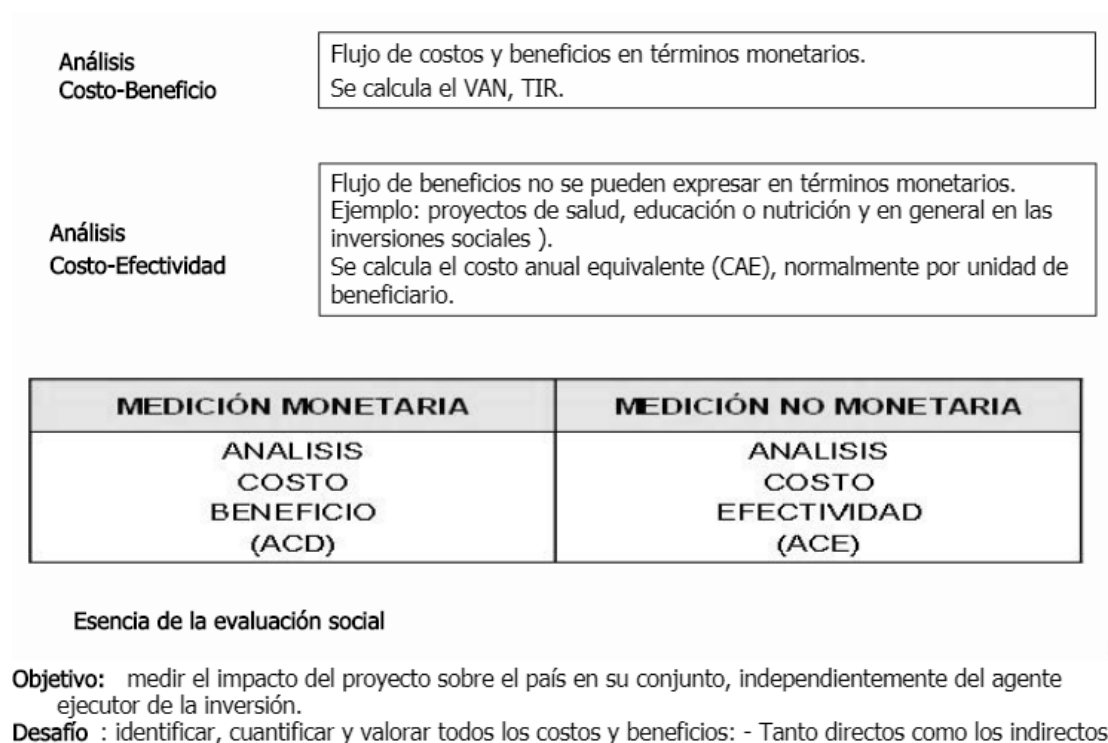 Análisis
Costo-Beneficio
Flujo de costos y beneficios en términos monetarios.
Se calcula el VAN, TIR.
Análisis
Costo-Efectividad
Flujo de beneficios no se pueden expresar en términos monetarios.
Ejemplo: proyectos de salud, educación o nutrición y en general en las
inversiones sociales ).
Se calcula el costo anual equivalente (CAE), normalmente por unidad de
beneficiario.
MEDICIÓN MONETARIA
ANALISIS
COSTO
BENEFICIO
(ACD)
MEDICIÓN NO MONETARIA
ANALISIS
COSTO
EFECTIVIDAD
(ACE)
Esencia de la evaluación social
Objetivo: medir el impacto del proyecto sobre el país en su conjunto, independientemente del agente
ejecutor de la inversión.
Desafío : identificar, cuantificar y valorar todos los costos y beneficios: - Tanto directos como los indirectos